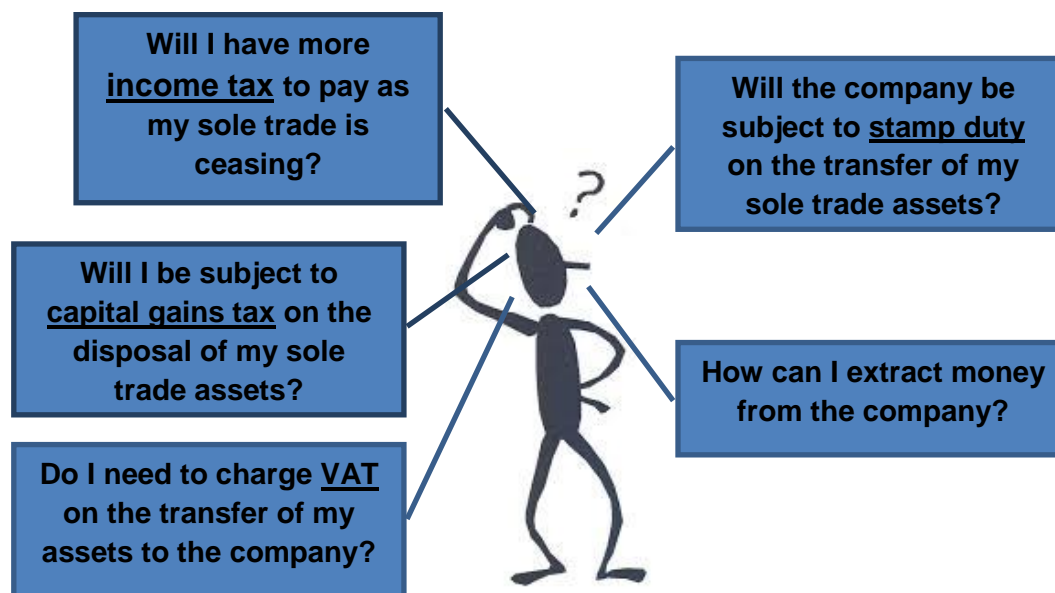 Will I have more
income tax to pay as
my sole trade is
ceasing?
Will the company be
subject to stamp duty
on the transfer of my
sole trade assets?
?
Will I be subject to
capital gains tax on the
disposal of my sole
trade assets?
How can I extract money
from the company?
Do I need to charge VAT
on the transfer of my
assets to the company?